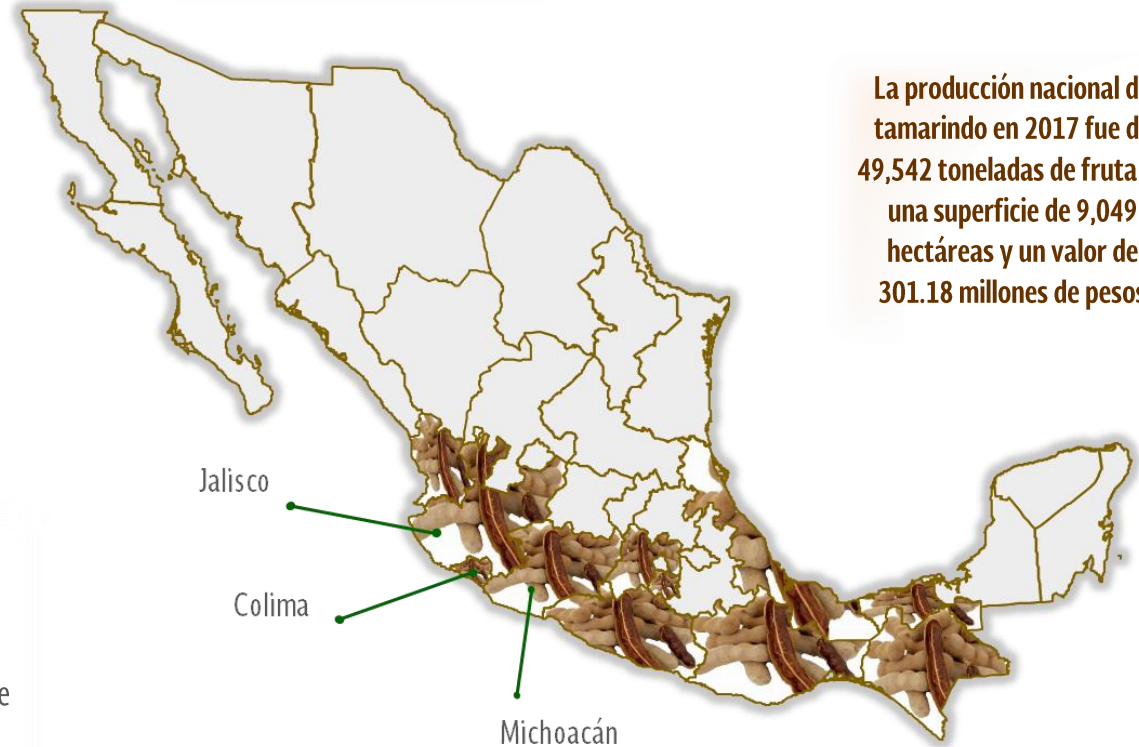 La producción nacional d
tamarindo en 2017 fue d
49,542 toneladas de fruta
una superficie de 9,049
hectáreas y un valor de
301.18 millones de pesos
Jalisco
Colima
Michoacán
e